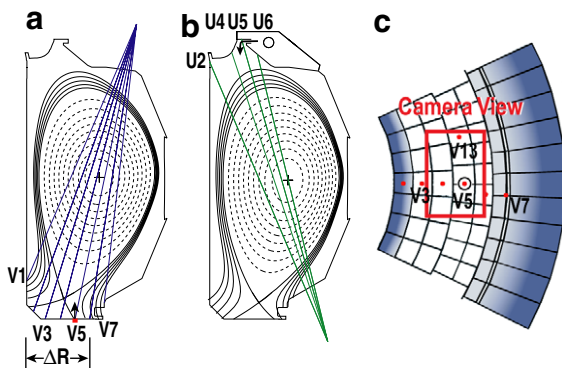 a
V1
V3 V5 V7
ΔR
b
U4 U5 U6
U2
c
Camera View
V13
V3 V5 V7